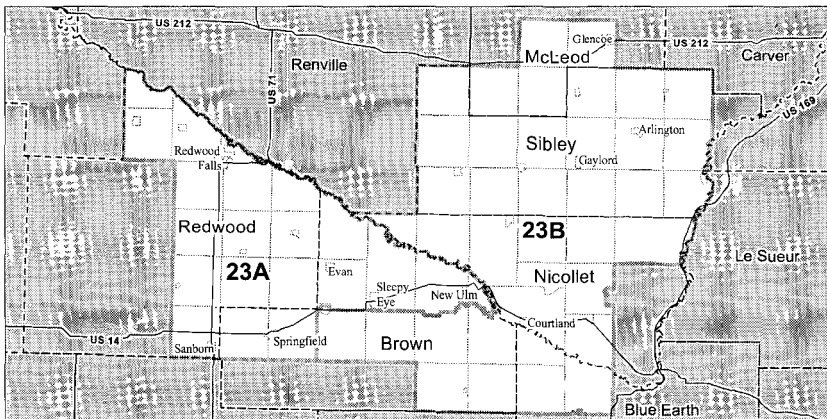 US 212
Glencoe
US 212
McLeod
Carver
Renville
US 71
US 169
Arlington
Sibley
Redwood
Falls
Gaylord
Redwood
23B
Le Sueur
23A
Evan
Nicollet
Sleepy
Eye
New Ulm
Courtland
US 14
Sanborn
Springfield
Brown
Blue Earth